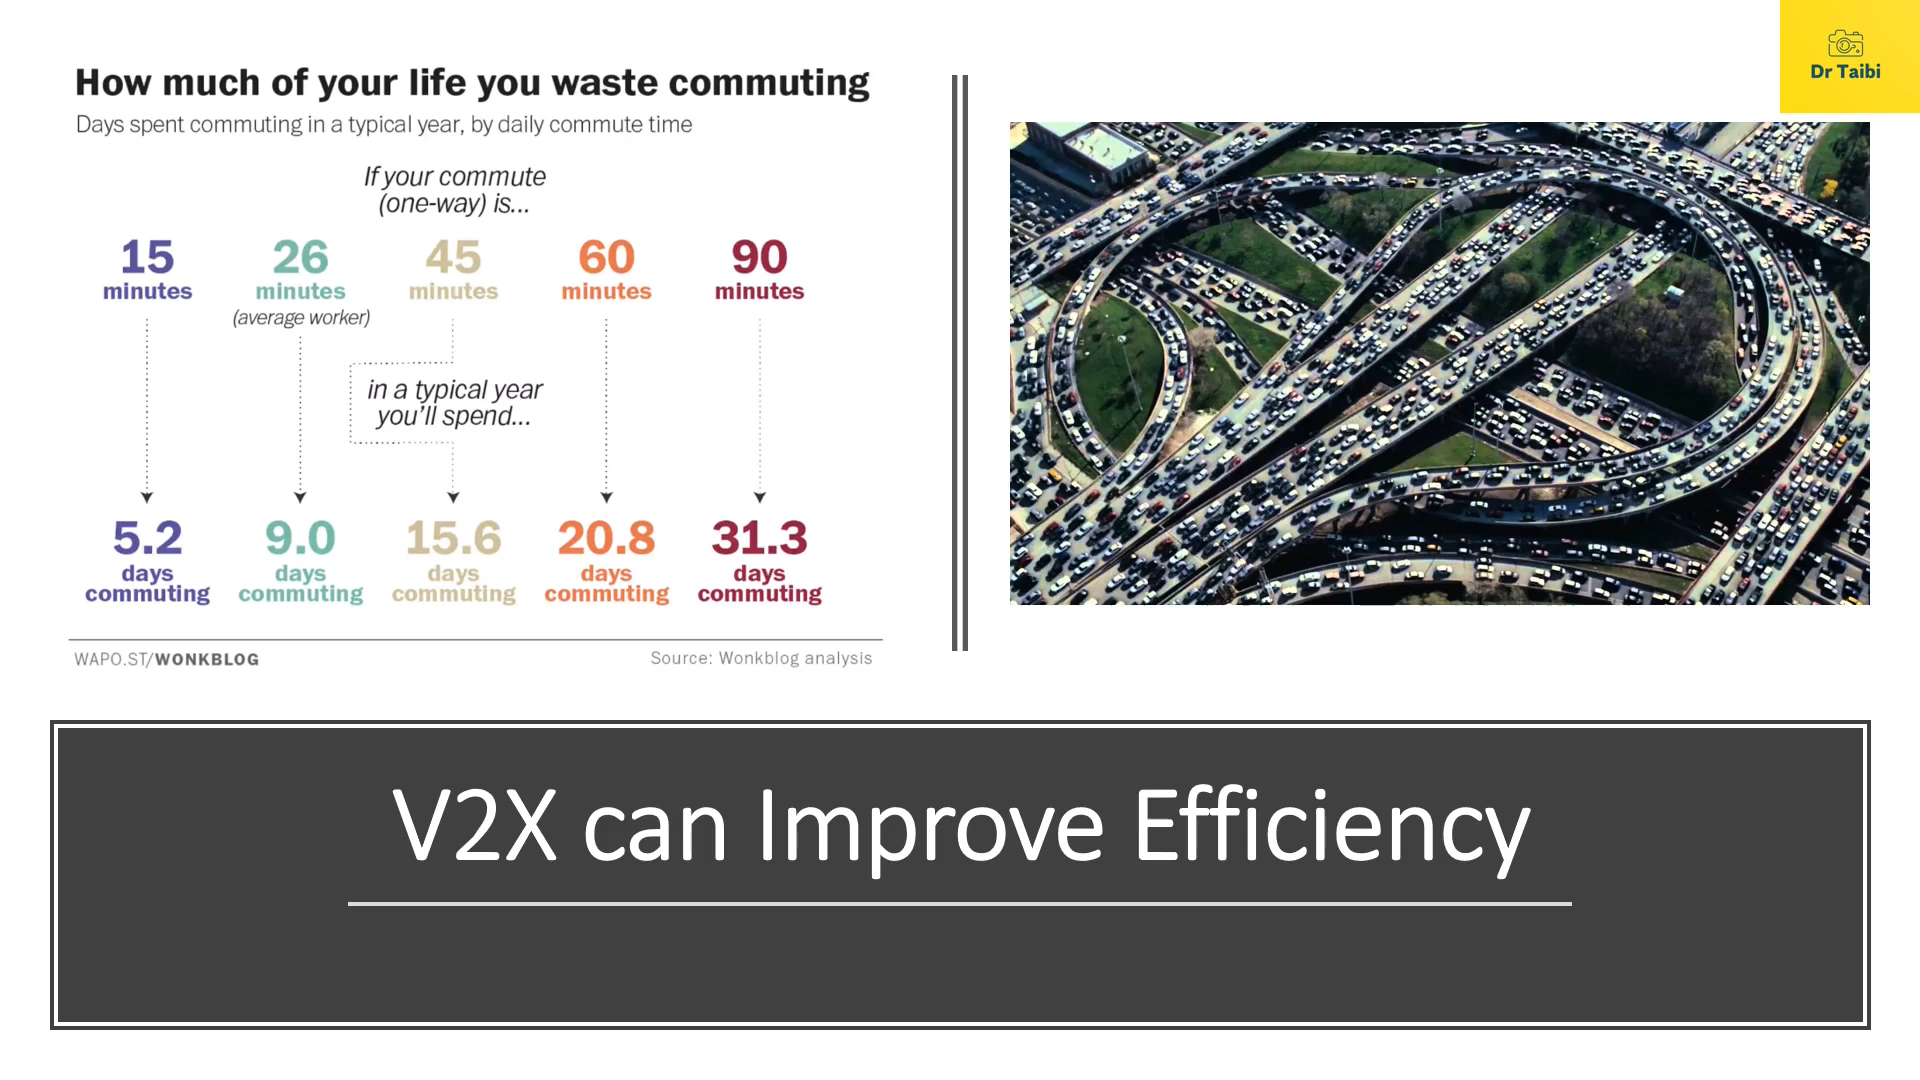 How much of your life you waste commuting
Days spent commuting in a typical year, by daily commute time
If your commute
(one-way) is...
15 26 45 60 90
minutes minutes minutes minutes minutes
(average worker)
in a typical year
you'll spend...
5.2 9.0 15.6 20.8 31.3
days days days days days
commuting commuting commuting commuting commuting
WAPO.ST/WONKBLOG Source: Wonkblog analysis
Dr Taibi
V2X can Improve Efficiency